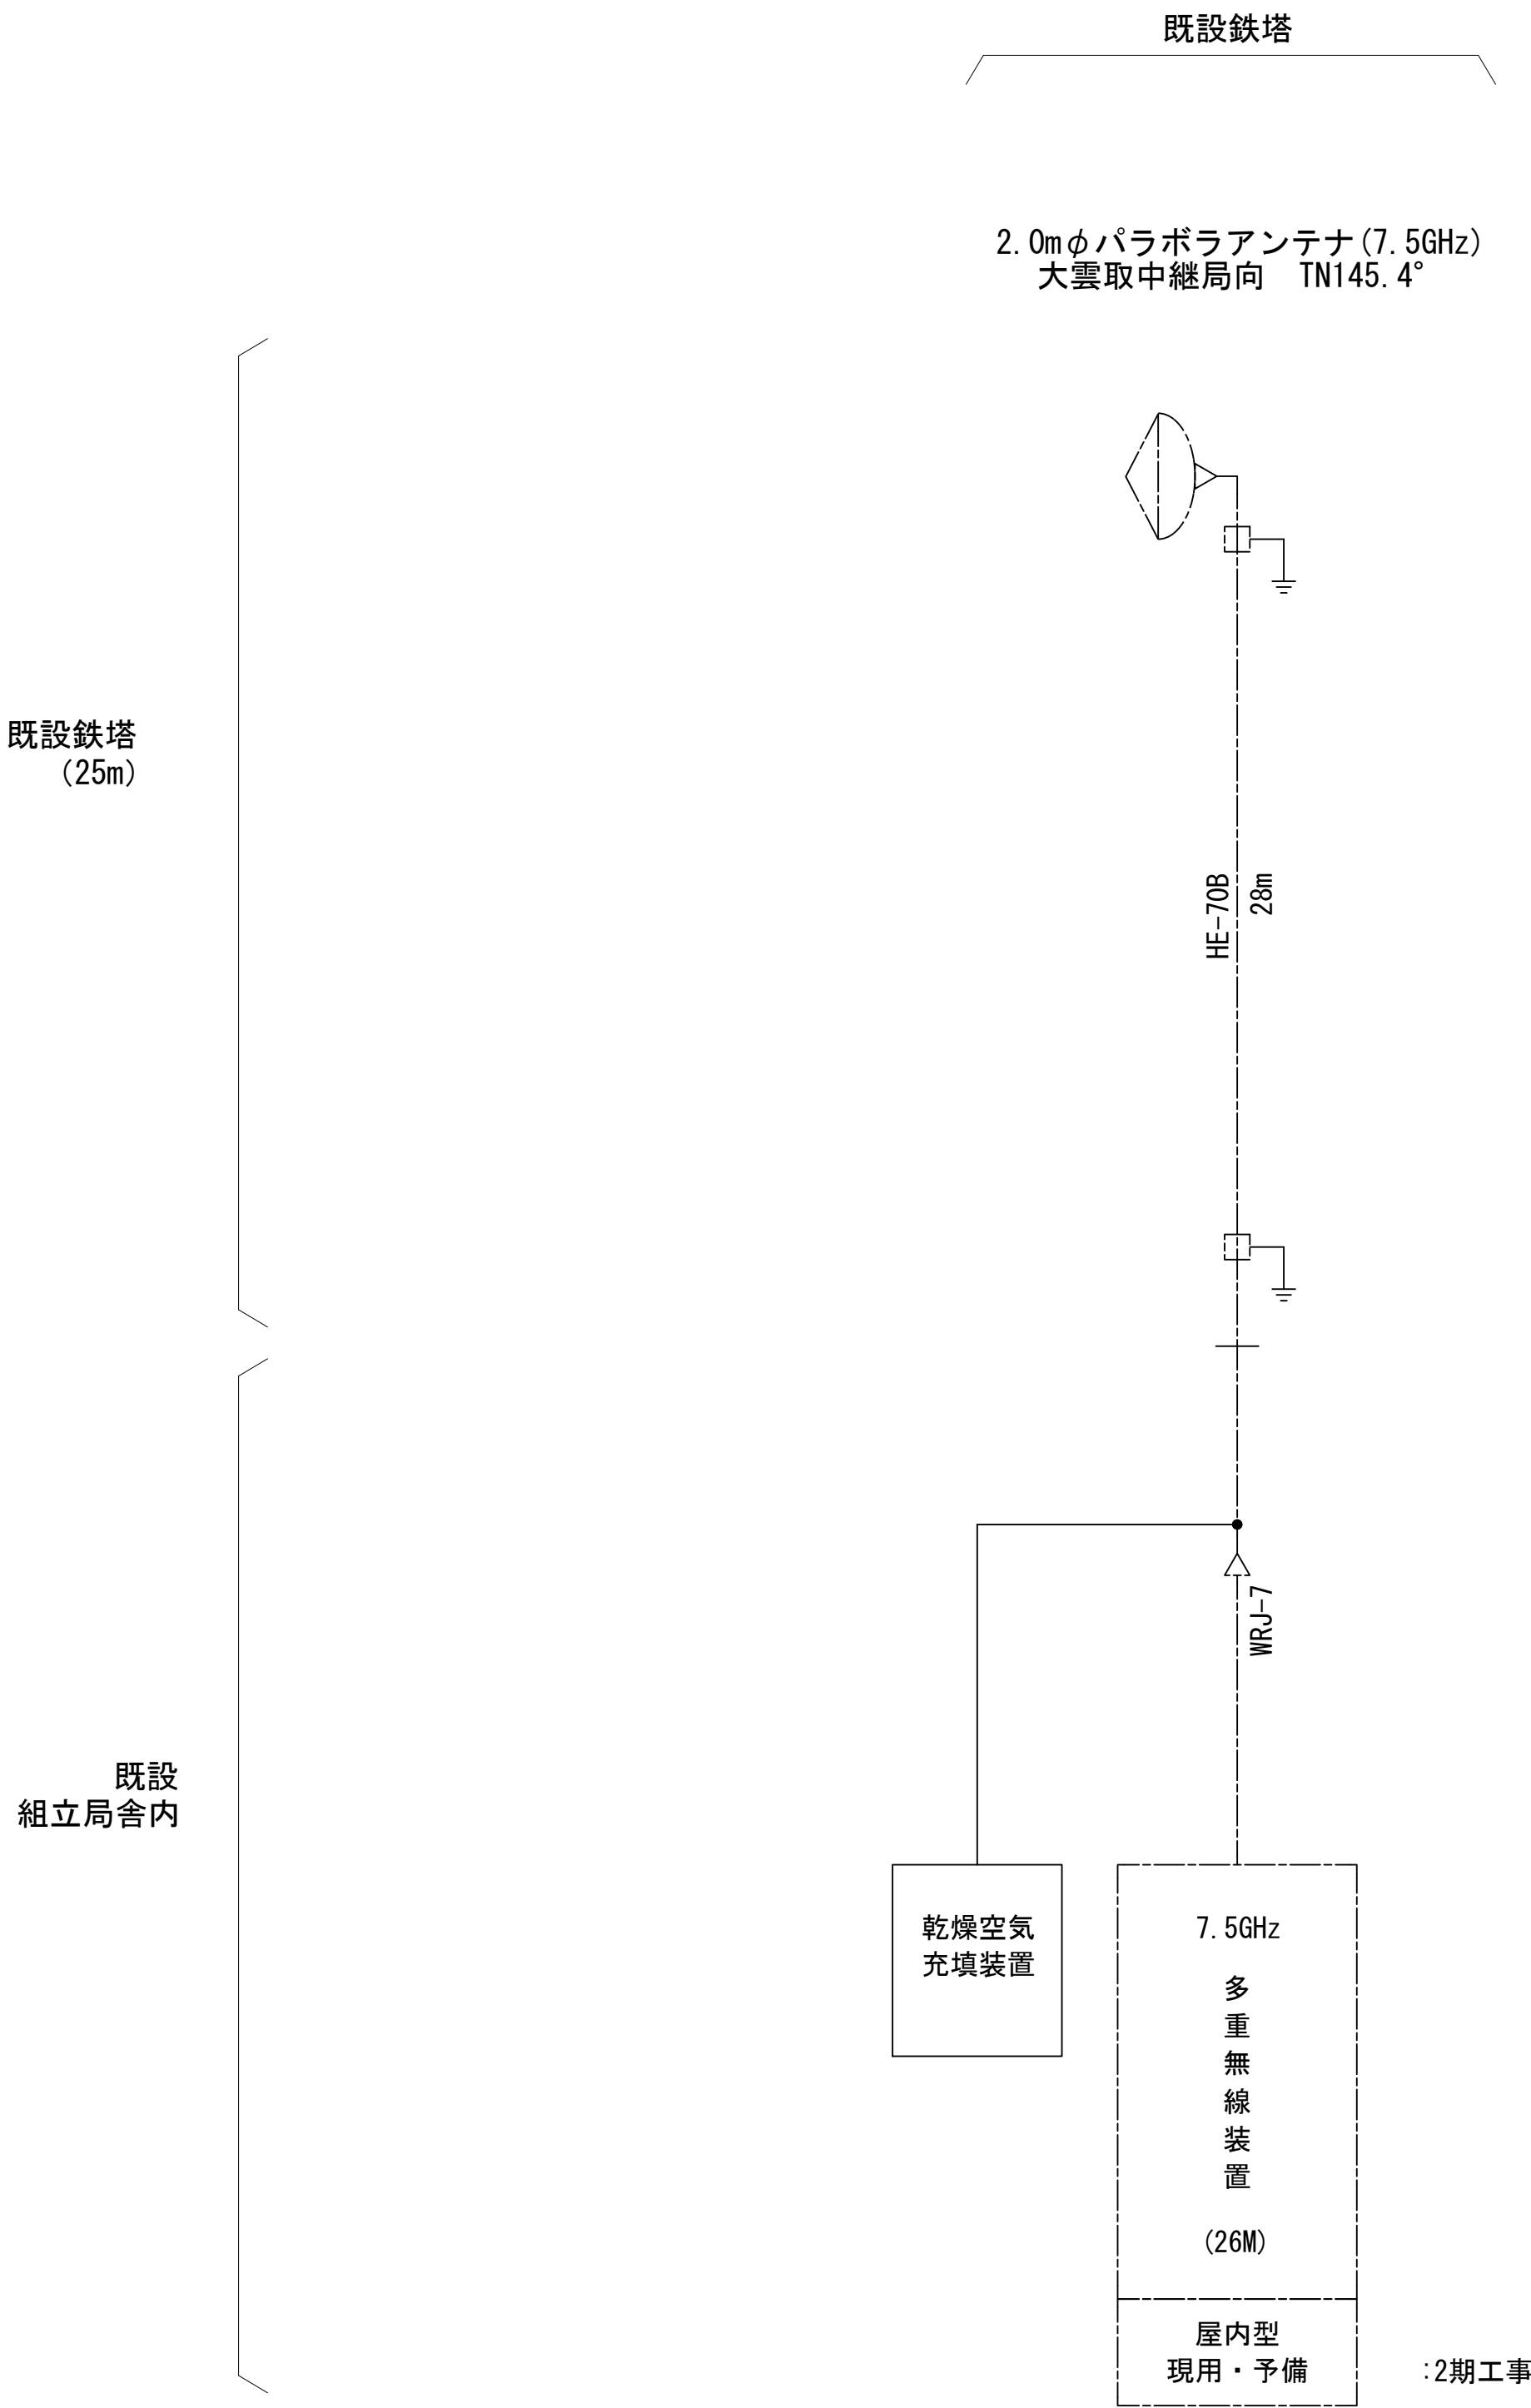 既設鉄塔
2.0mφパラボラアンテナ(7.5GHz)
大雲取中継局向 TN145.4°
既設鉄塔
(25m)
HE-70B
28m
WRJ-7
既設
組立局舎内
乾燥空気
充填装置
7.5GHz
多重無線装置
(26M)
屋内型
現用・予備
:2期工事